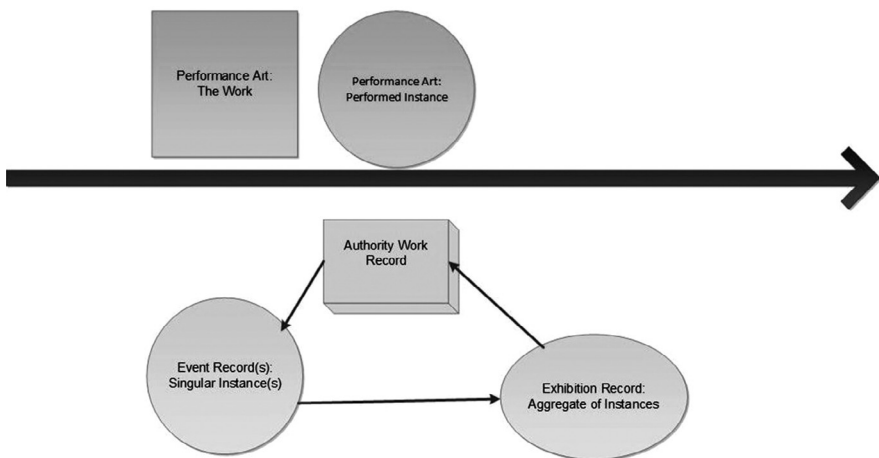 Performance Art:
The Work
Performance Art:
Performed Instance
Authority Work
Record
Event Record(s):
Singular Instance(s)
Exhibition Record:
Aggregate of Instances